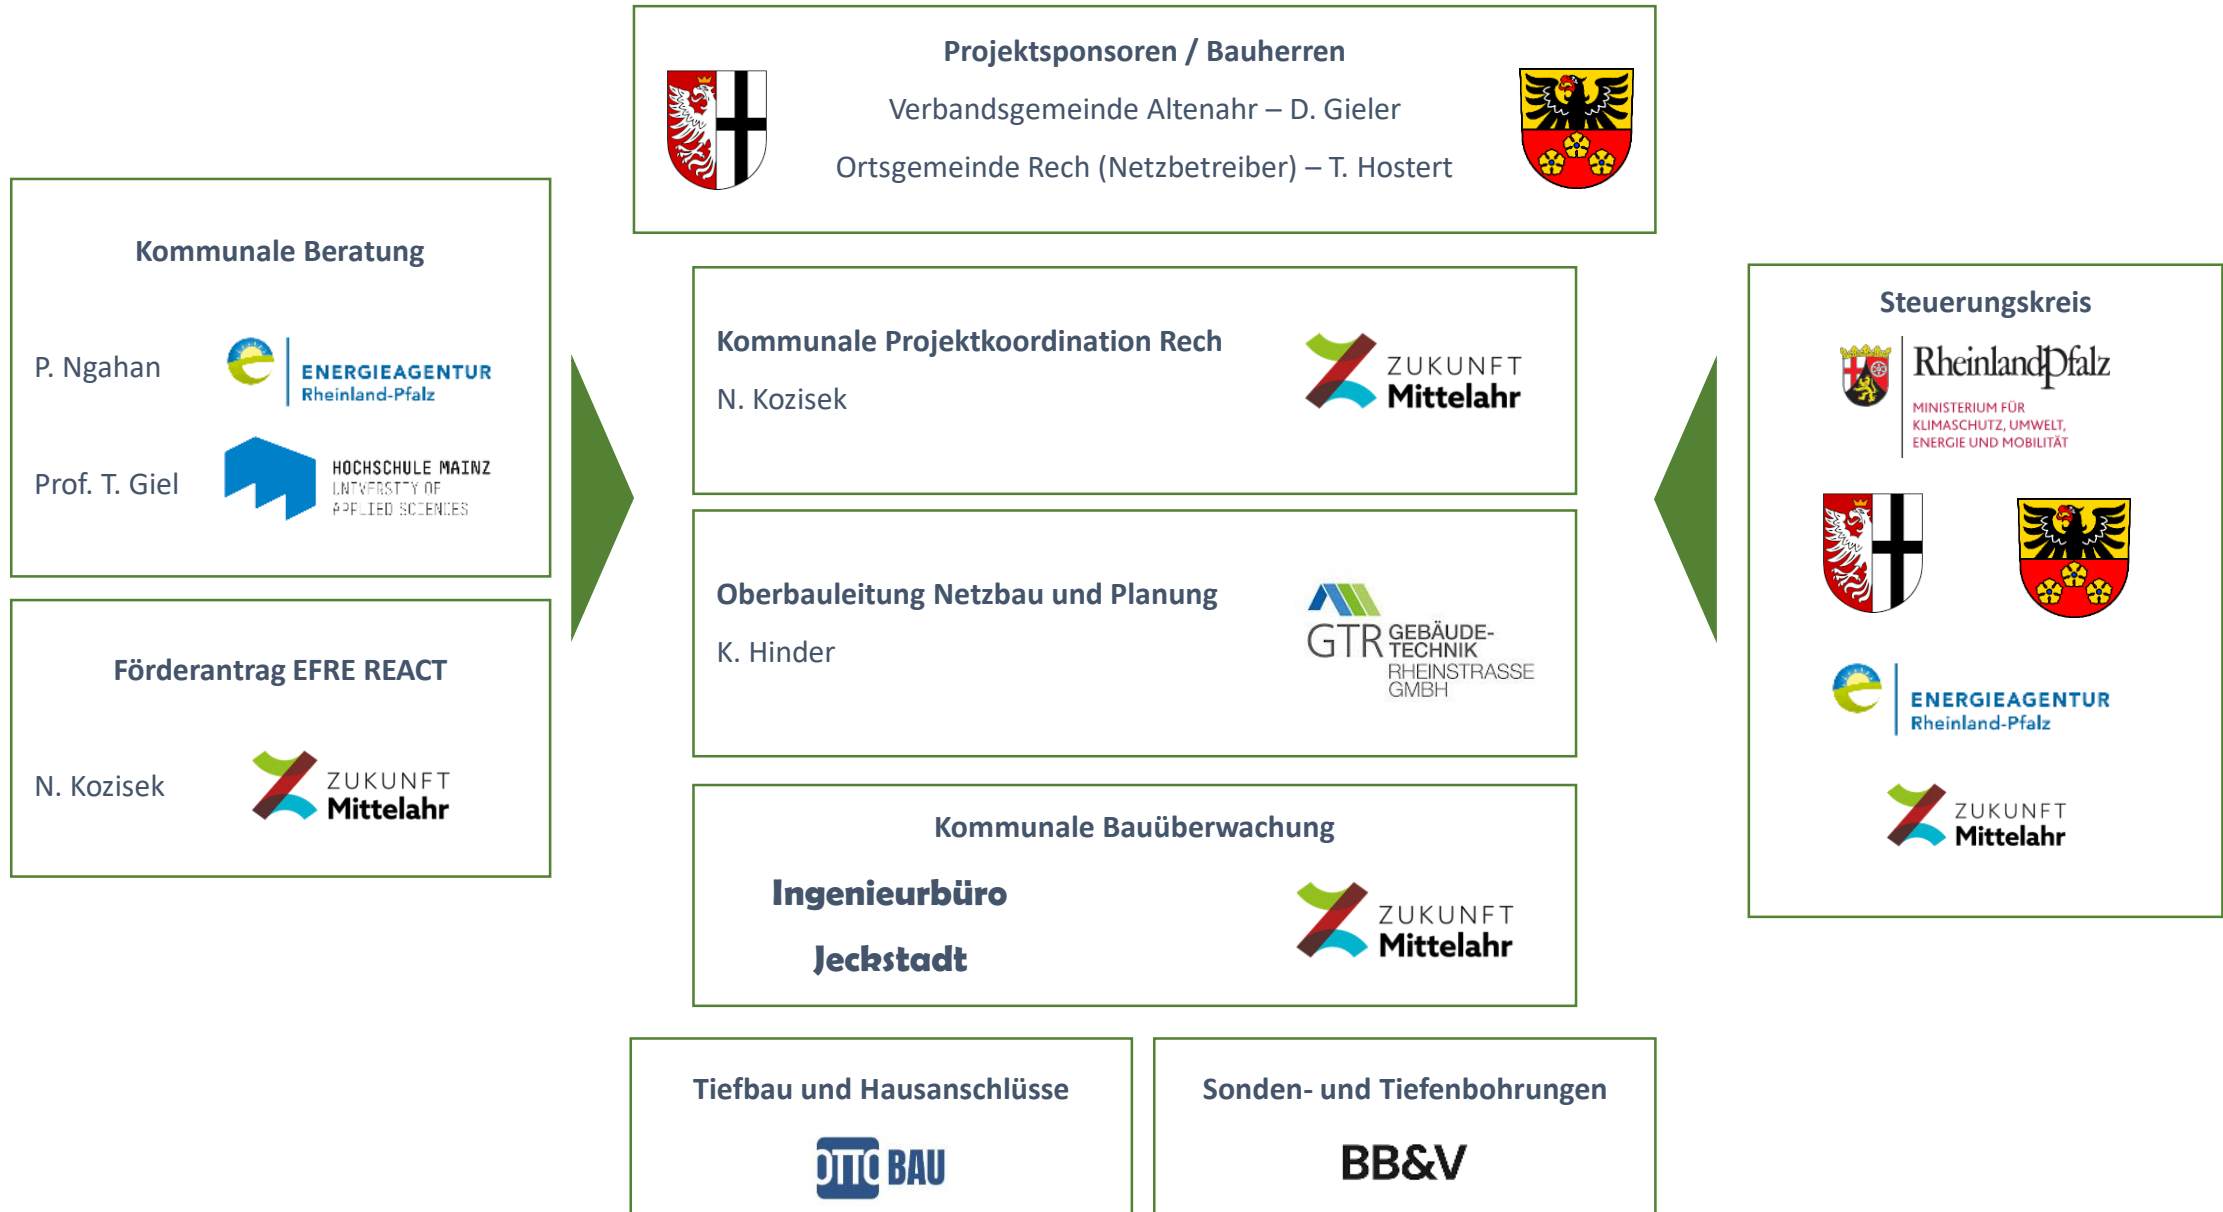 Projektsponsoren / Bauherren
Verbandsgemeinde Altenahr – D. Gieler
Ortsgemeinde Rech (Netzbetreiber) – T. Hostert
Kommunale Beratung
P. Ngahan
ENERGIEAGENTUR
Rheinland-Pfalz
Prof. T. Giel
HOCHSCHULE MAINZ
UNIVERSITY OF
APPLIED SCIENCES
Förderantrag EFRE REACT
N. Kozisek
ZUKUNFT
Mittelahr
Kommunale Projektkoordination Rech
N. Kozisek
ZUKUNFT
Mittelahr
Oberbauleitung Netzbau und Planung
K. Hinder
GTR GEBÄUDE-
TECHNIK
RHEINSTRASSE
GMBH
Kommunale Bauüberwachung
Ingenieurbüro
Jeckstadt
ZUKUNFT
Mittelahr
Tiefbau und Hausanschlüsse
OTTO BAU
Sonden- und Tiefenbohrungen
BB&V
Steuerungskreis
RheinlandPfalz
MINISTERIUM FÜR
KLIMASCHUTZ, UMWELT,
ENERGIE UND MOBILITÄT
ENERGIEAGENTUR
Rheinland-Pfalz
ZUKUNFT
Mittelahr